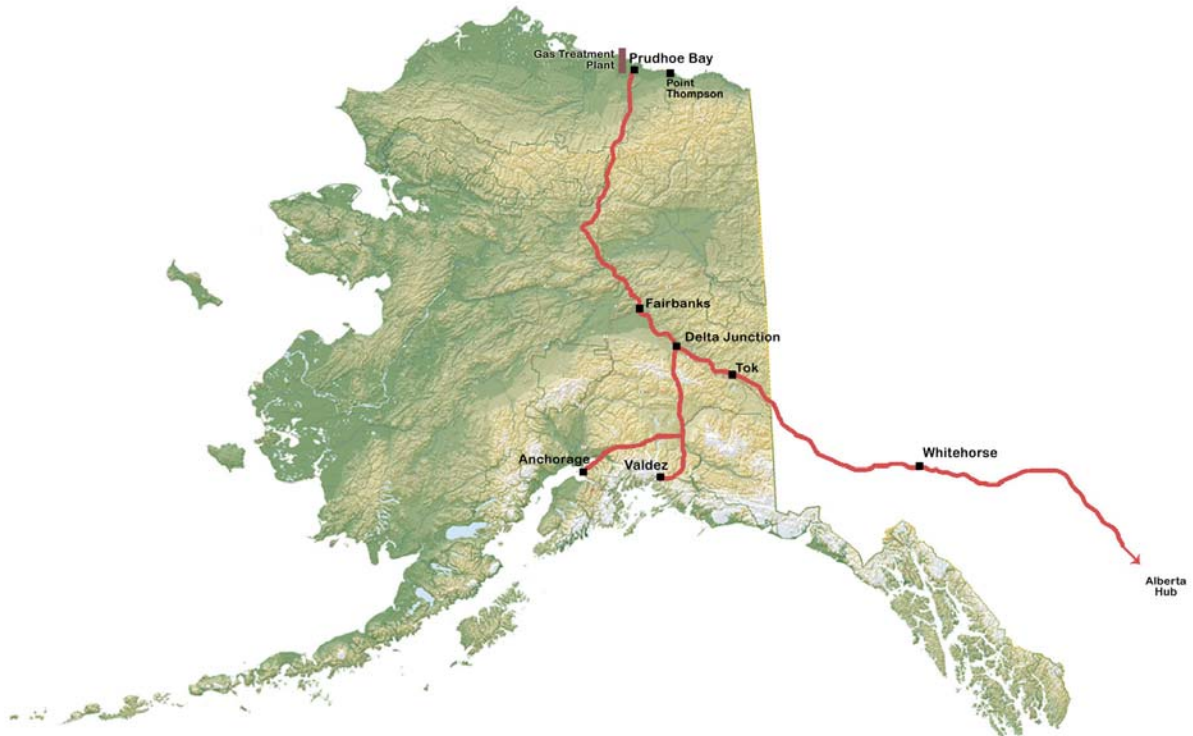 Gas Treatment
Plant
Prudhoe Bay
Point
Thompson
Fairbanks
Delta Junction
Tok
Anchorage
Valdez
Whitehorse
Alberta
Hub